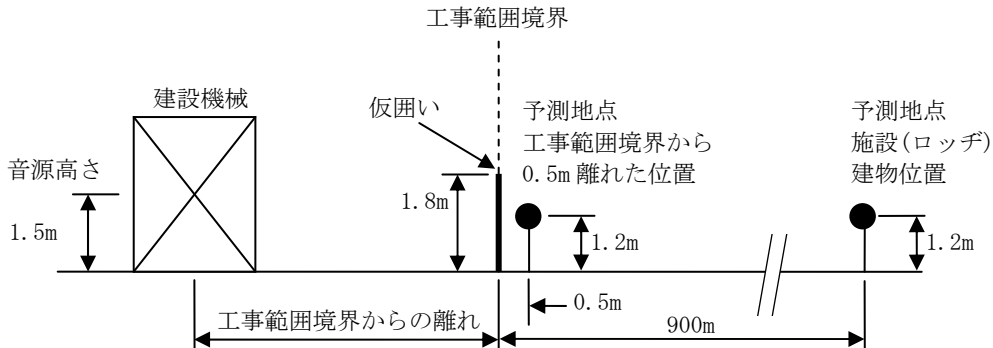 工事範囲境界
建設機械
仮囲い
予測地点
工事範囲境界から
0.5m 離れた位置
予測地点
施設(ロッヂ)
建物位置
音源高さ
1.5m
1.8m
1.2m
1.2m
0.5m
工事範囲境界からの離れ
900m